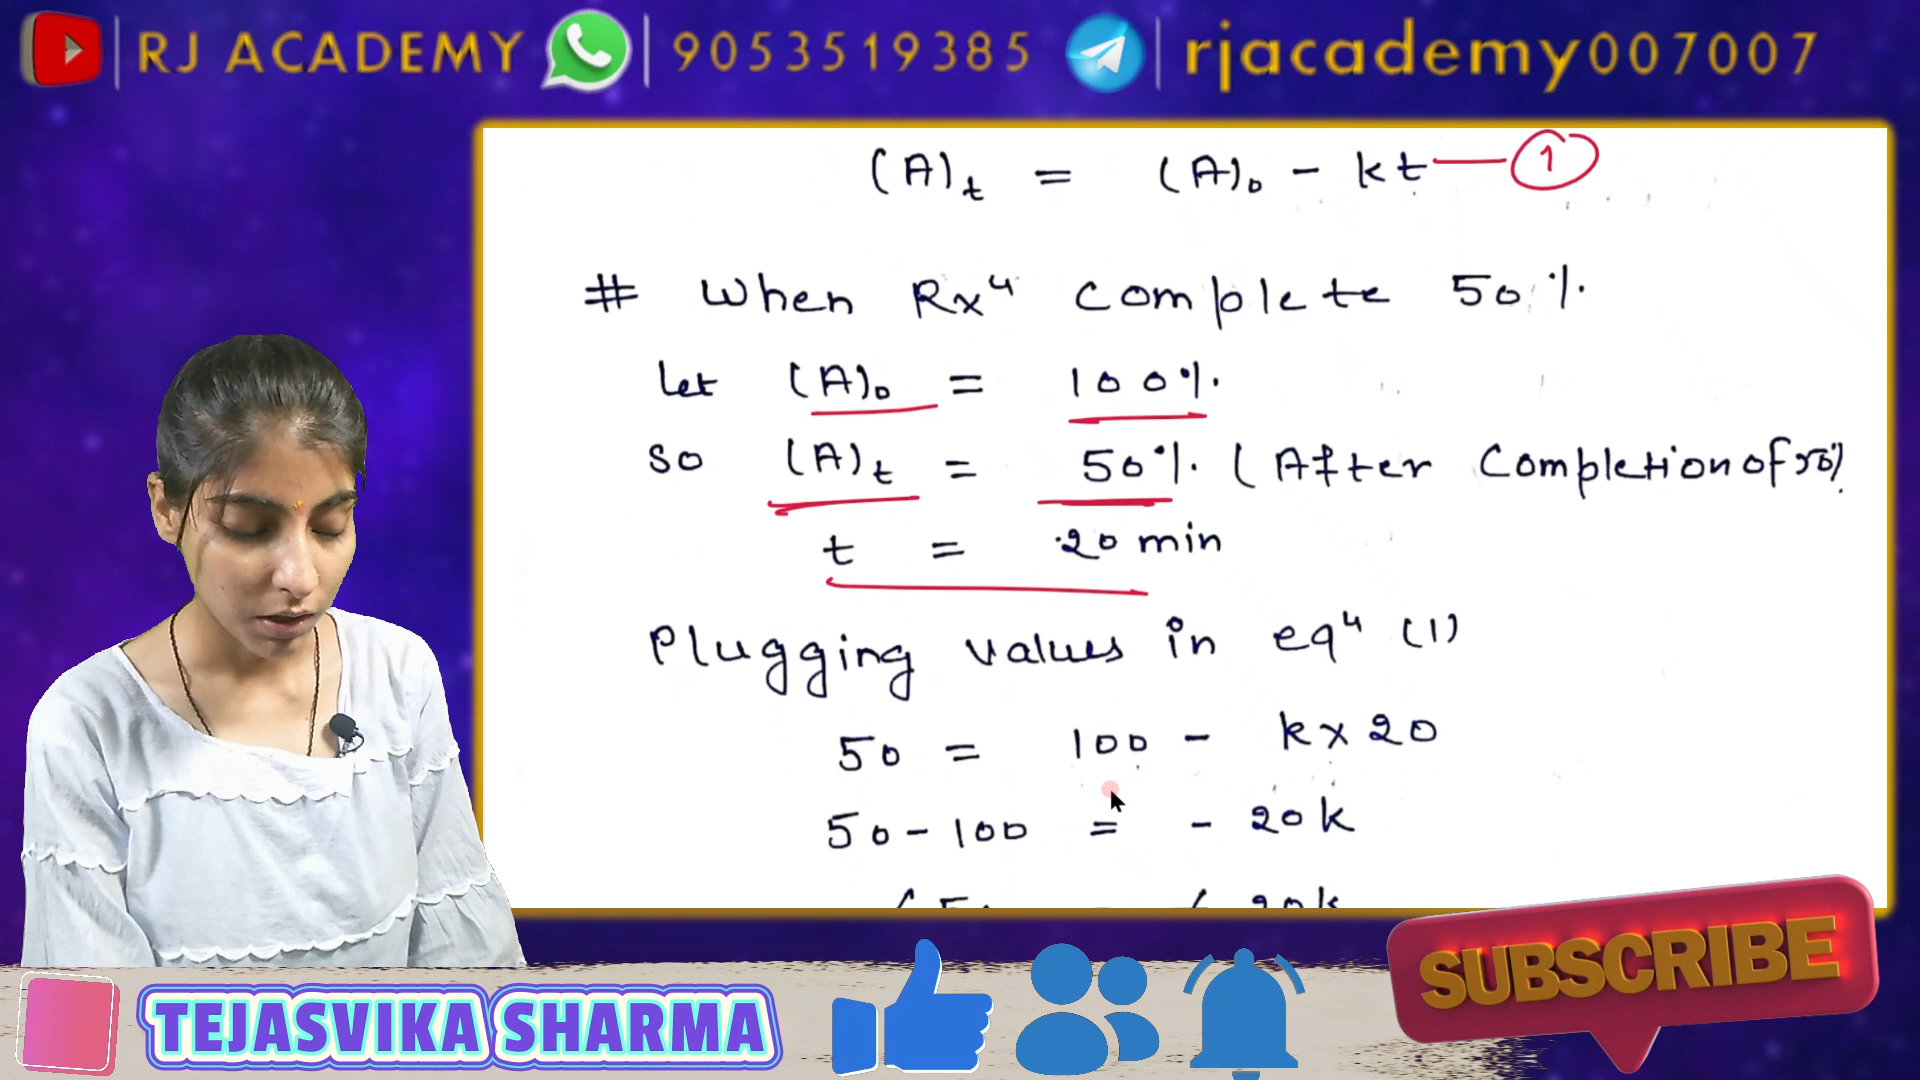 RJ ACADEMY 9053519385 rjacademy007007
(A)t = (A)0 - kt — 1
# When Rxⁿ complete 50%.
Let (A)0 = 100%.
So (A)t = 50%. (After Completion of 50%
t = 20 min
Plugging values in eqⁿ (1)
50 = 100 - k×20
50-100 = - 20k
SUBSCRIBE
TEJASVIKA SHARMA